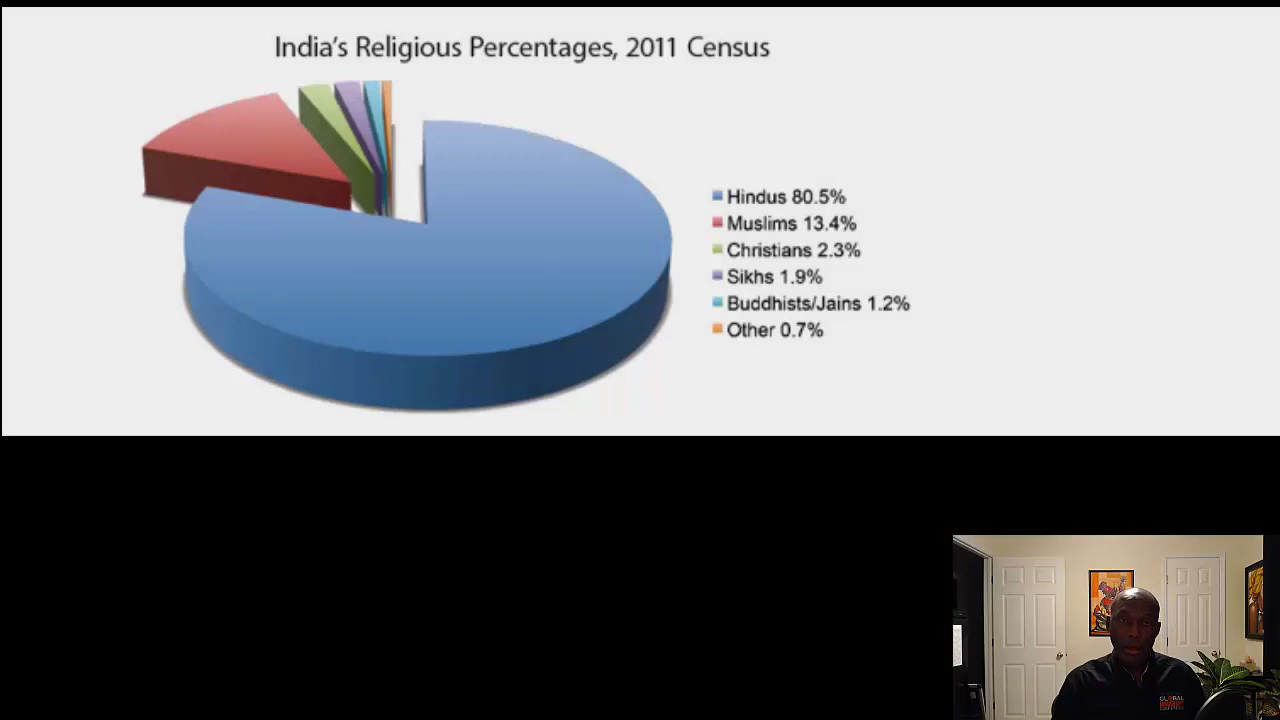 India's Religious Percentages, 2011 Census
Hindus 80.5%
Muslims 13.4%
Christians 2.3%
Sikhs 1.9%
Buddhists/Jains 1.2%
Other 0.7%
GLOBAL